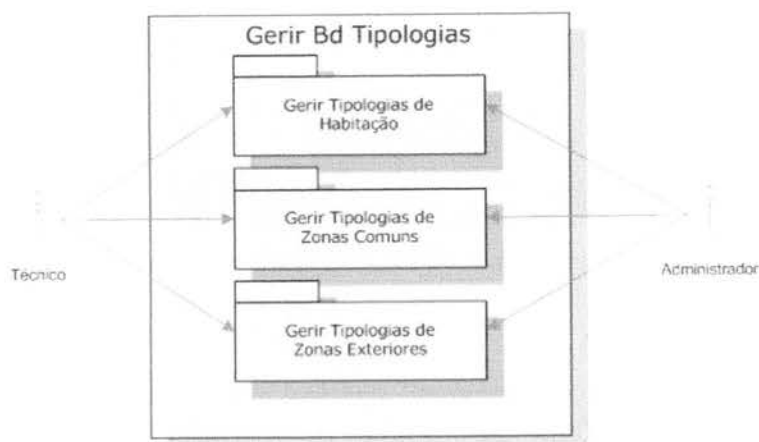 Gerir Bd Tipologias
Gerir Tipologias de
Habitação
Gerir Tipologias de
Zonas Comuns
Técnico
Administrador
Gerir Tipologias de
Zonas Exteriores